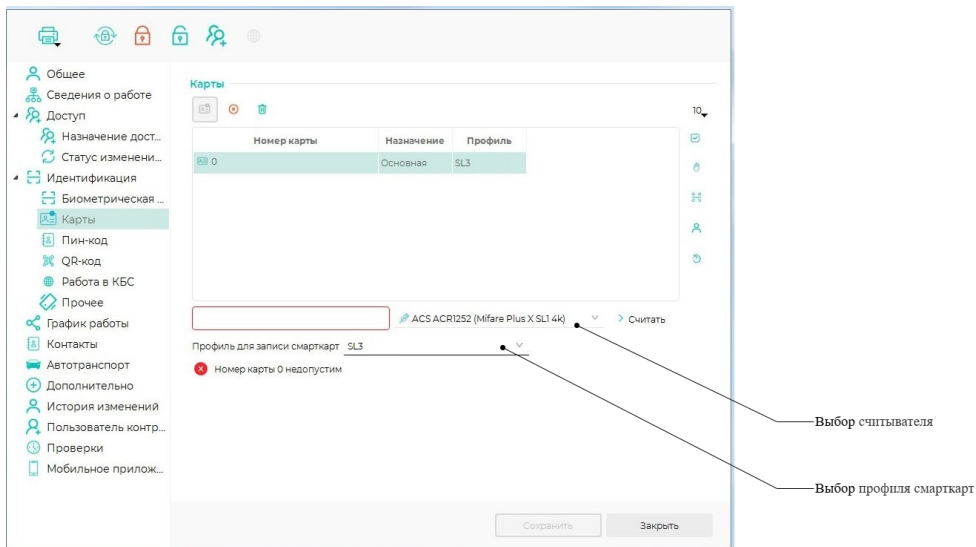 Общее
Сведения о работе
Доступ
Назначение дост...
Статус изменени...
Идентификация
Биометрическая ...
Карты
Пин-код
QR-код
Работа в КБС
Прочее
График работы
Контакты
Автотранспорт
Дополнительно
История изменений
Пользователь контр...
Проверки
Мобильное прилож...
Карты
10
Номер карты Назначение Профиль
0 Основная SL3
ACS ACR1252 (Mifare Plus X SL1 4k) Считать
Профиль для записи смарткарт SL3
Номер карты 0 недопустим
Выбор считывателя
Выбор профиля смарткарт
Сохранить Закрыть